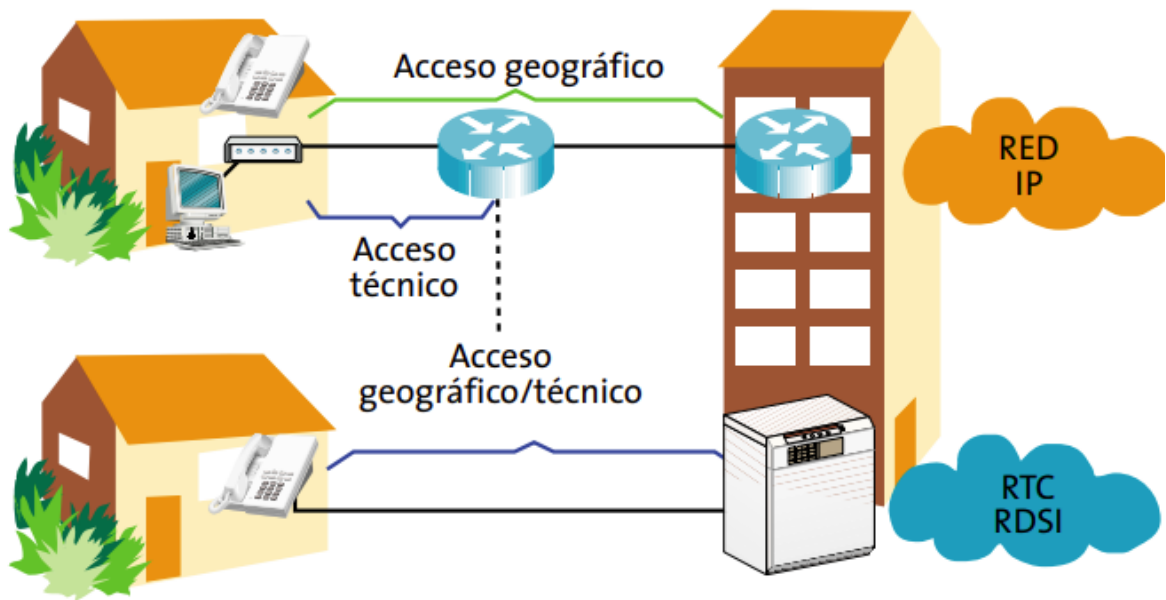 Acceso geográfico
RED
IP
Acceso
técnico
Acceso
geográfico/técnico
RTC
RDSI